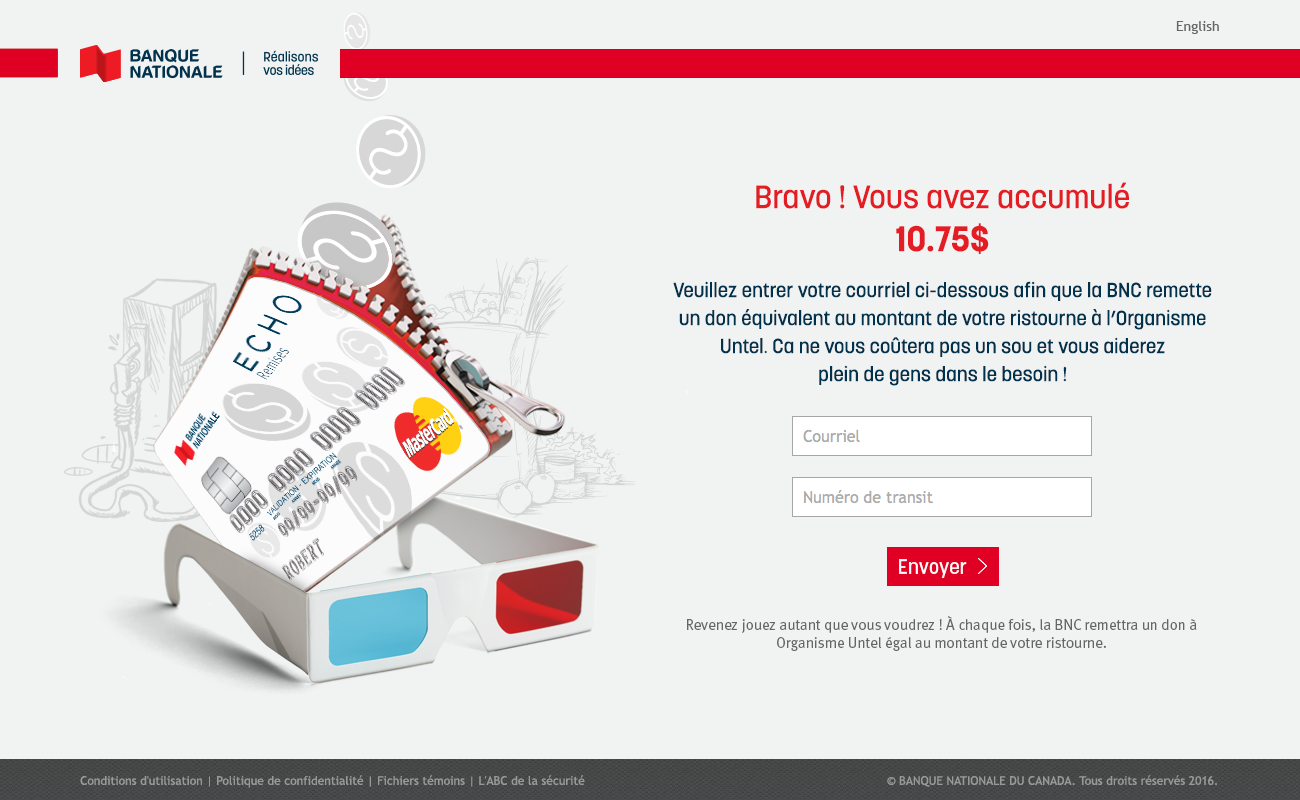 English
BANQUE
NATIONALE
Réalisons
vos idées
Bravo ! Vous avez accumulé
10.75$
Veuillez entrer votre courriel ci-dessous afin que la BNC remette
un don équivalent au montant de votre ristourne à l'Organisme
Untel. Ca ne vous coûtera pas un sou et vous aiderez
plein de gens dans le besoin !
Courriel
Numéro de transit
Envoyer
Revenez jouez autant que vous voudrez ! À chaque fois, la BNC remettra un don à
Organisme Untel égal au montant de votre ristourne.
ECHO
Remises
BANQUE
NATIONALE
MasterCard
0000 0000 0000 0000
VALIDATION - EXPIRATION
5258
99/99-99/99
ROBERT
Conditions d'utilisation | Politique de confidentialité | Fichiers témoins | L'ABC de la sécurité
© BANQUE NATIONALE DU CANADA. Tous droits réservés 2016.